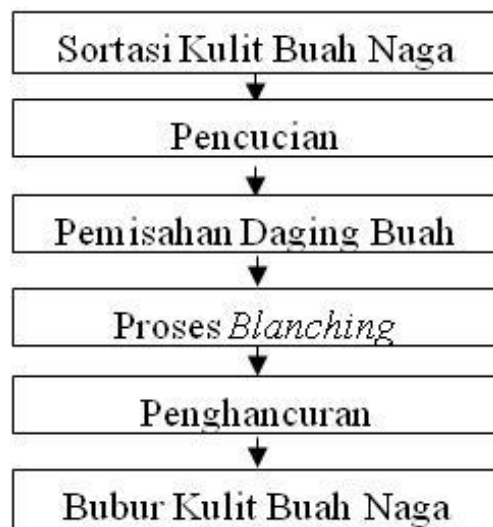 Sortasi Kulit Buah Naga
Pencucian
Pemisahan Daging Buah
Proses Blanching
Penghancuran
Bubur Kulit Buah Naga